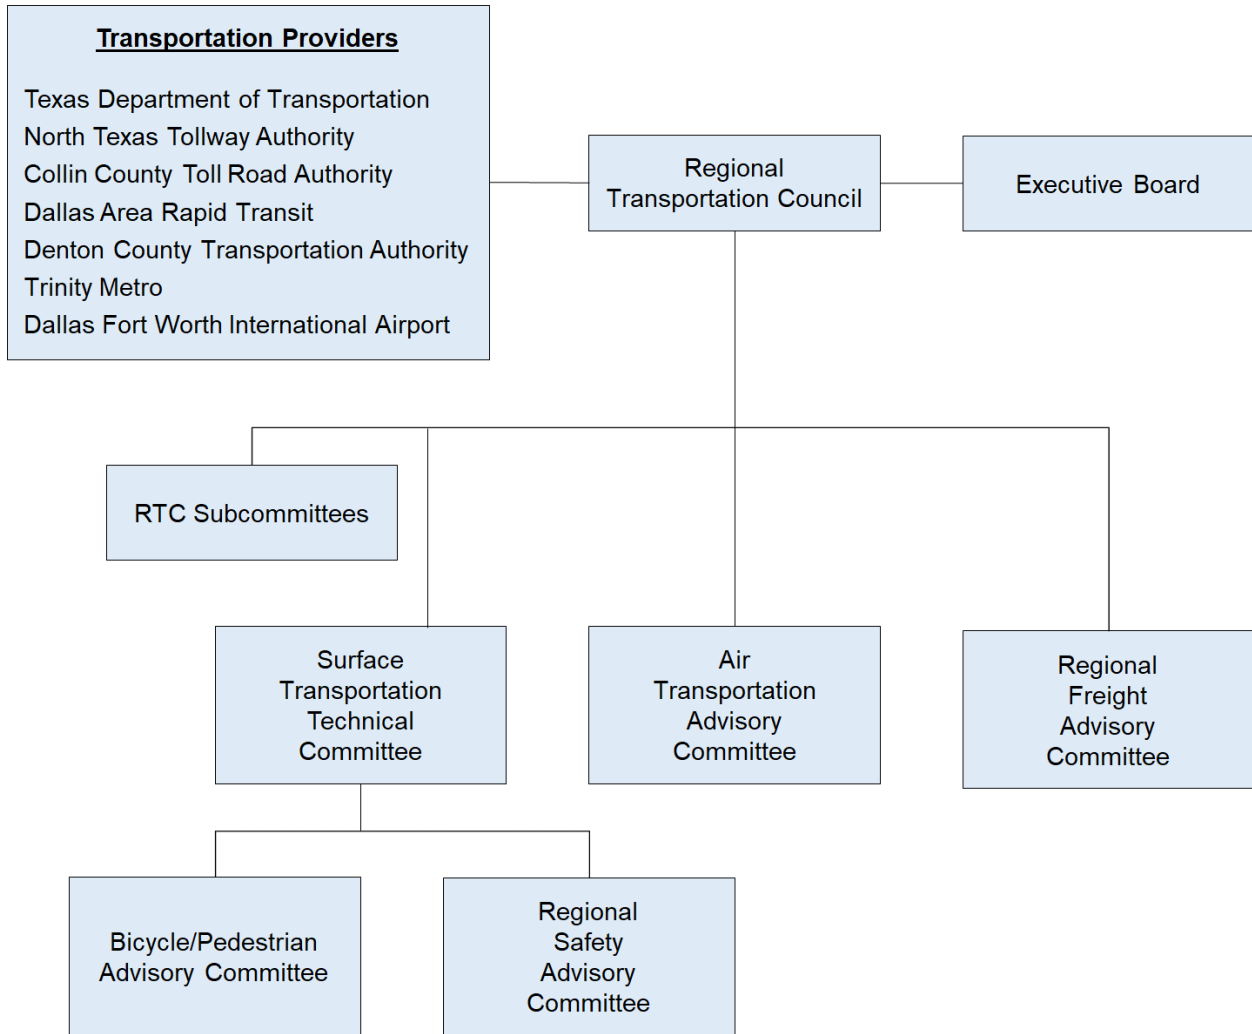 Transportation Providers
Texas Department of Transportation
North Texas Tollway Authority
Collin County Toll Road Authority
Dallas Area Rapid Transit
Denton County Transportation Authority
Trinity Metro
Dallas Fort Worth International Airport
Regional
Transportation Council
Executive Board
RTC Subcommittees
Surface
Transportation
Technical
Committee
Air
Transportation
Advisory
Committee
Regional
Freight
Advisory
Committee
Bicycle/Pedestrian
Advisory Committee
Regional
Safety
Advisory
Committee